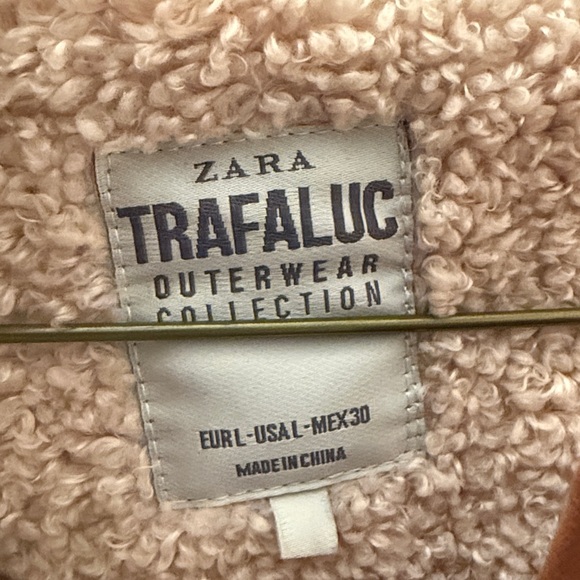 ZARA
TRAFALUC
OUTERWEAR
COLLECTION
EUR L-USA L-MEX 30
MADE IN CHINA